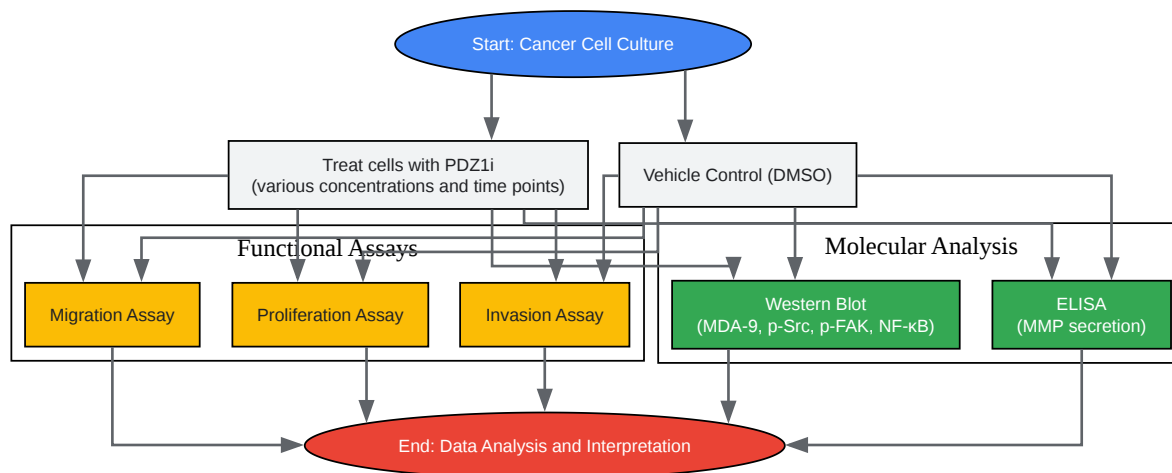 Start: Cancer Cell Culture
Treat cells with PDZ1i
(various concentrations and time points)
Vehicle Control (DMSO)
Functional Assays
Molecular Analysis
Migration Assay
Proliferation Assay
Invasion Assay
Western Blot
(MDA-9, p-Src, p-FAK, NF-κB)
ELISA
(MMP secretion)
End: Data Analysis and Interpretation